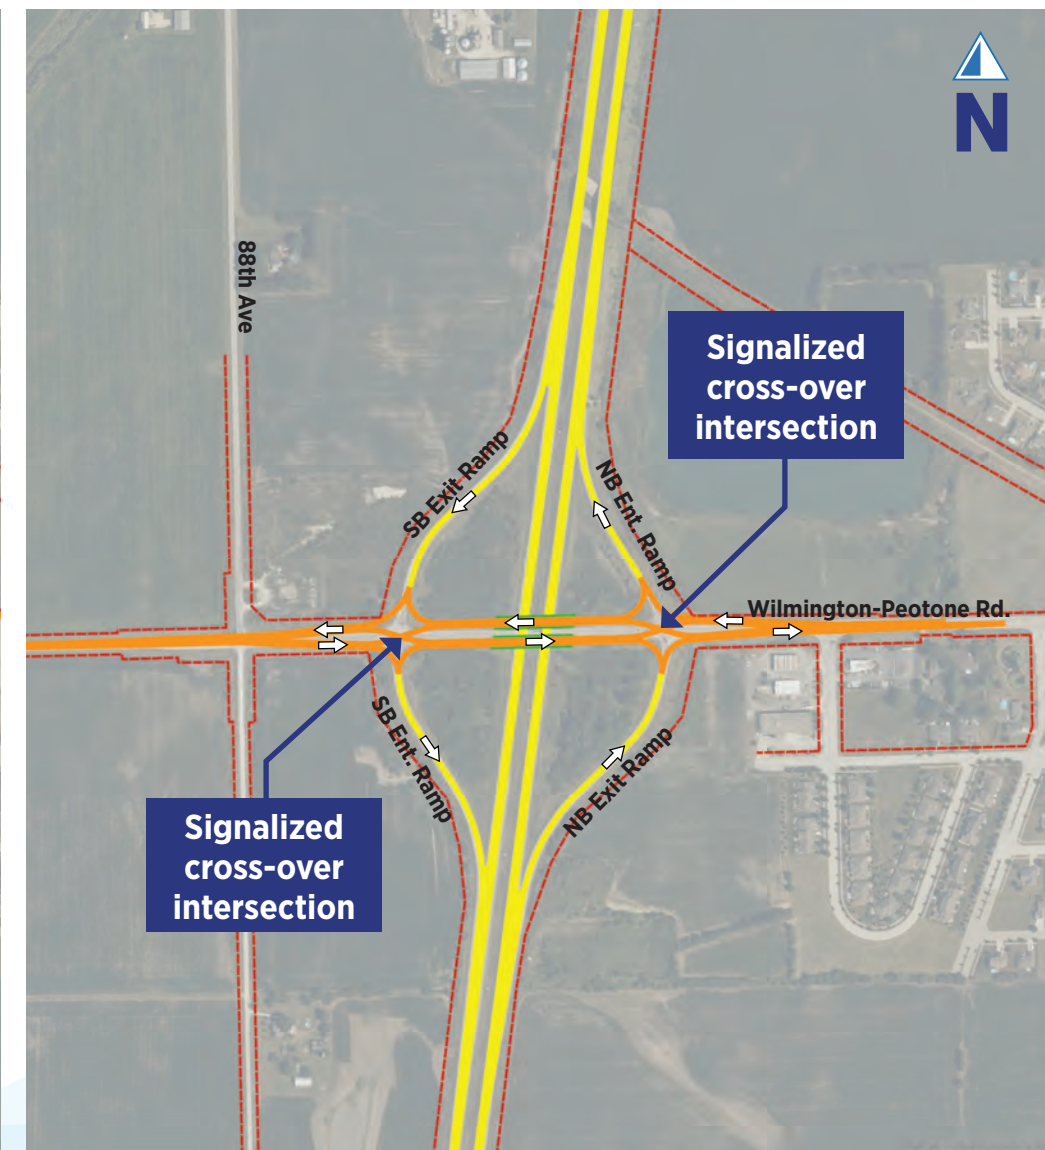 N
88th Ave
Signalized
cross-over
intersection
SB Exit Ramp
NB Ent. Ramp
Wilmington-Peotone Rd.
SB Ent. Ramp
NB Exit Ramp
Signalized
cross-over
intersection